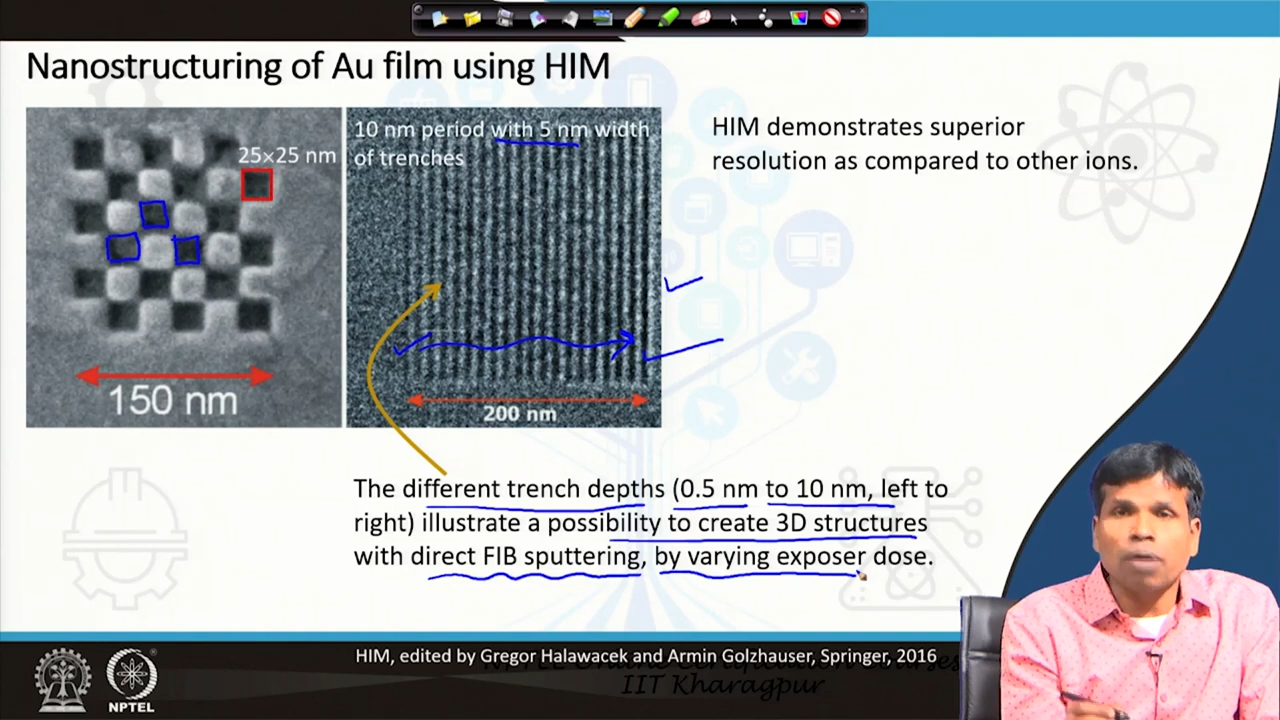 Nanostructuring of Au film using HIM
25×25 nm
150 nm
10 nm period with 5 nm width
of trenches
200 nm
HIM demonstrates superior
resolution as compared to other ions.
The different trench depths (0.5 nm to 10 nm, left to
right) illustrate a possibility to create 3D structures
with direct FIB sputtering, by varying exposer dose.
HIM, edited by Gregor Halawacek and Armin Golzhauser, Springer, 2016
IIT Kharagpur
NPTEL